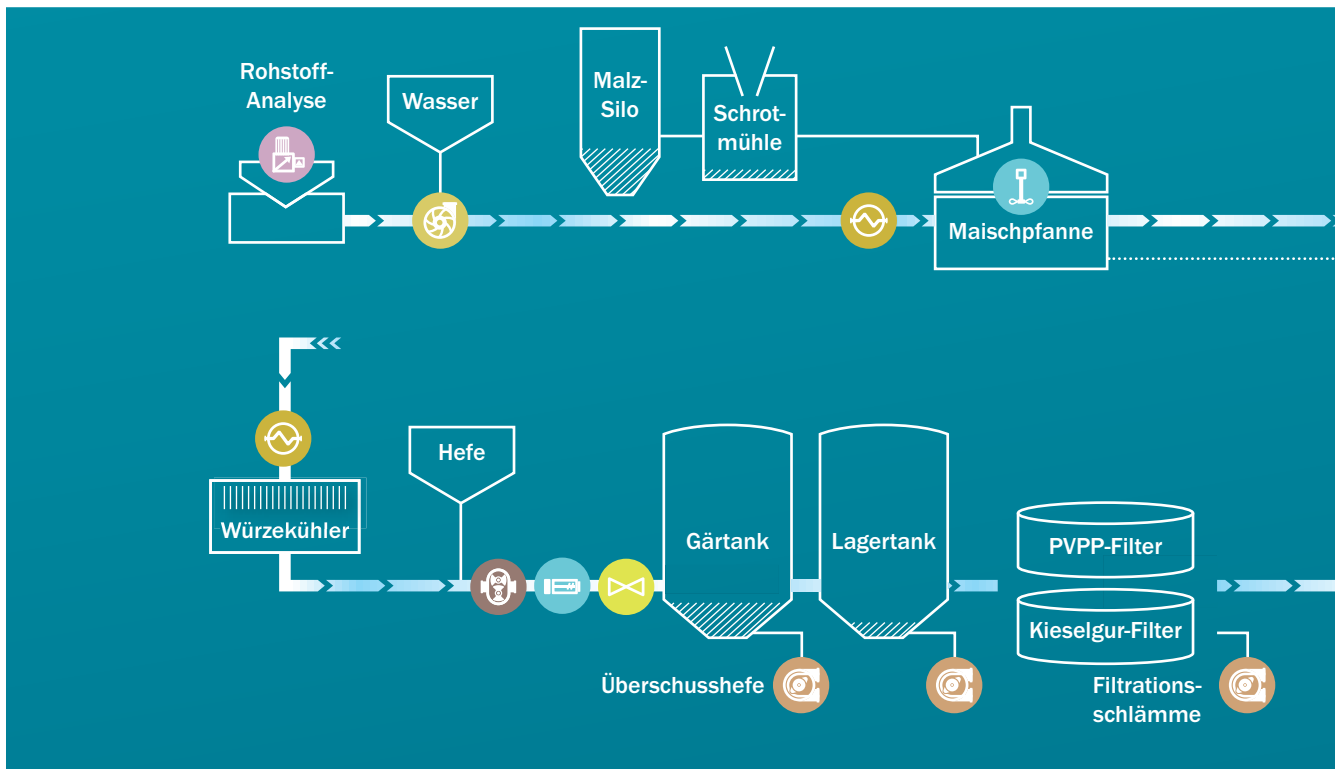 Rohstoff-
Analyse
Wasser
Malz-
Silo
Schrot-
mühle
Maischpfanne
Hefe
Würzekühler
Gärtank
Lagertank
PVPP-Filter
Kieselgur-Filter
Überschusshefe
Filtrations-
schlämme